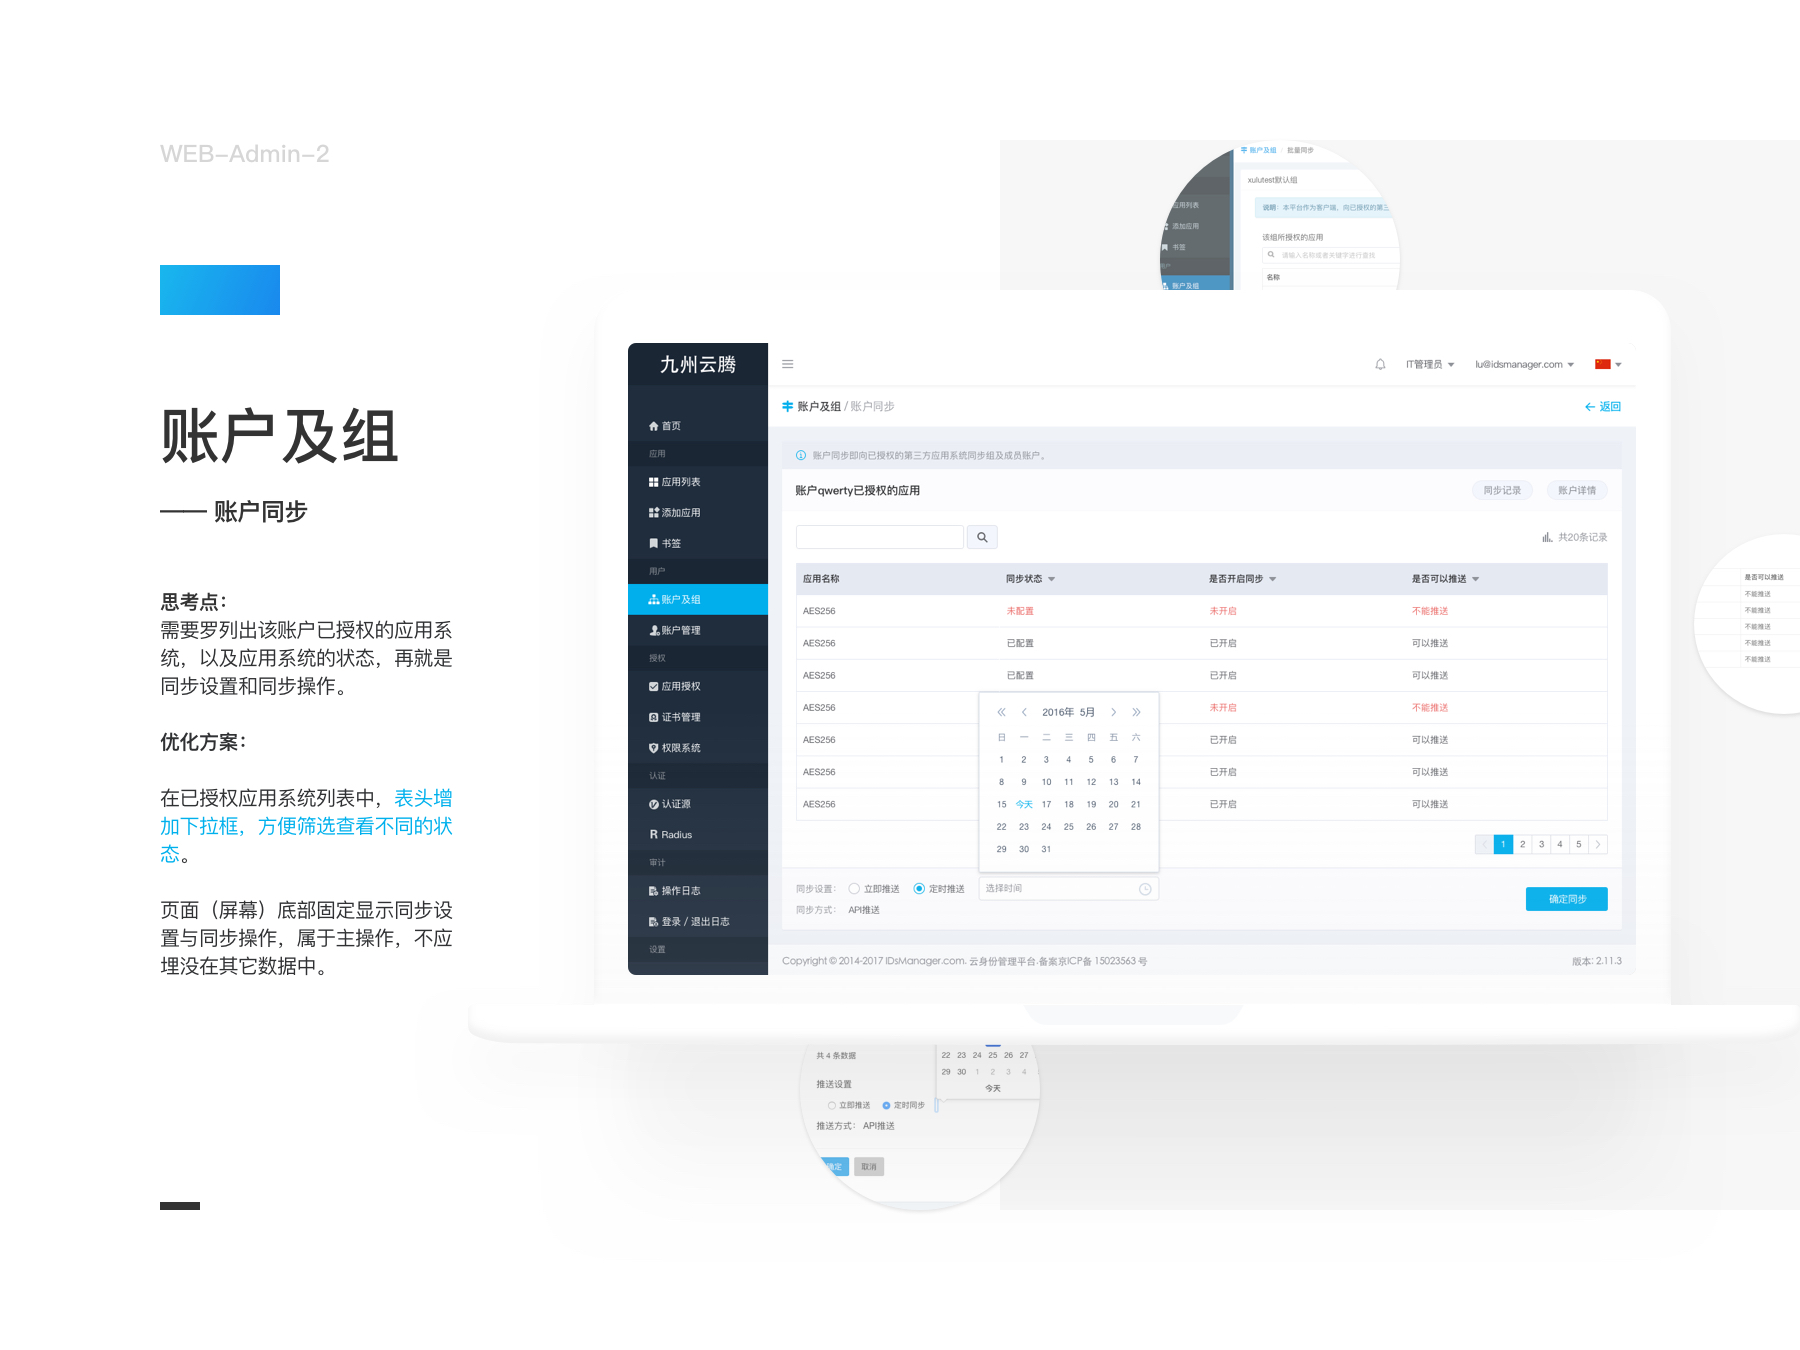 WEB-Admin-2
账户及组
—— 账户同步
思考点：
需要罗列出该账户已授权的应用系
统，以及应用系统的状态，再就是
同步设置和同步操作。
优化方案：
在已授权应用系统列表中，表头增
加下拉框，方便筛选查看不同的状
态。
页面（屏幕）底部固定显示同步设
置与同步操作，属于主操作，不应
埋没在其它数据中。
账户及组 / 批量同步
xulutest默认组
应用列表
说明：本平台作为客户端，向已授权的第三
添加应用
该组所授权的应用
书签
请输入名称或者关键字进行查找
用户
名称
账户及组
九州云腾
IT管理员
lu@idsmanager.com
账户及组 / 账户同步
返回
首页
应用
应用列表
添加应用
书签
用户
账户及组
账户管理
授权
应用授权
证书管理
权限系统
认证
认证源
Radius
审计
操作日志
登录 / 退出日志
设置
账户同步即向已授权的第三方应用系统同步组及成员账户。
账户qwerty已授权的应用
同步记录
账户详情
共20条记录
应用名称 同步状态 是否开启同步 是否可以推送
AES256 未配置 未开启 不能推送
AES256 已配置 已开启 可以推送
AES256 已配置 已开启 可以推送
AES256 未开启 不能推送
AES256 已开启 可以推送
AES256 已开启 可以推送
AES256 已开启 可以推送
2016年 5月
日 一 二 三 四 五 六
1 2 3 4 5 6 7
8 9 10 11 12 13 14
15 今天 17 18 19 20 21
22 23 24 25 26 27 28
29 30 31
1 2 3 4 5
同步设置： 立即推送 定时推送 选择时间
同步方式： API推送
确定同步
Copyright © 2014-2017 IDsManager.com. 云身份管理平台.备案京ICP备 15023563 号
版本: 2.11.3
是否可以推送
不能推送
不能推送
不能推送
不能推送
不能推送
共 4 条数据
22 23 24 25 26 27
29 30 1 2 3 4
今天
推送设置
立即推送 定时同步
推送方式： API推送
确定 取消